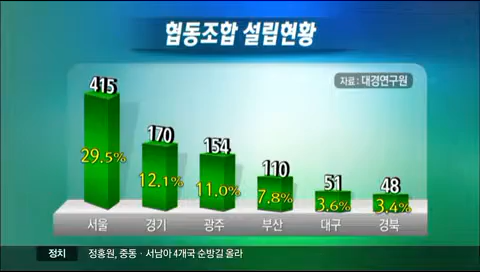 협동조합 설립현황
자료 : 대경연구원
415
170
154
110
51
48
29.5%
12.1%
11.0%
7.8%
3.6%
3.4%
서울
경기
광주
부산
대구
경북
정치 정홍원, 중동 · 서남아 4개국 순방길 올라